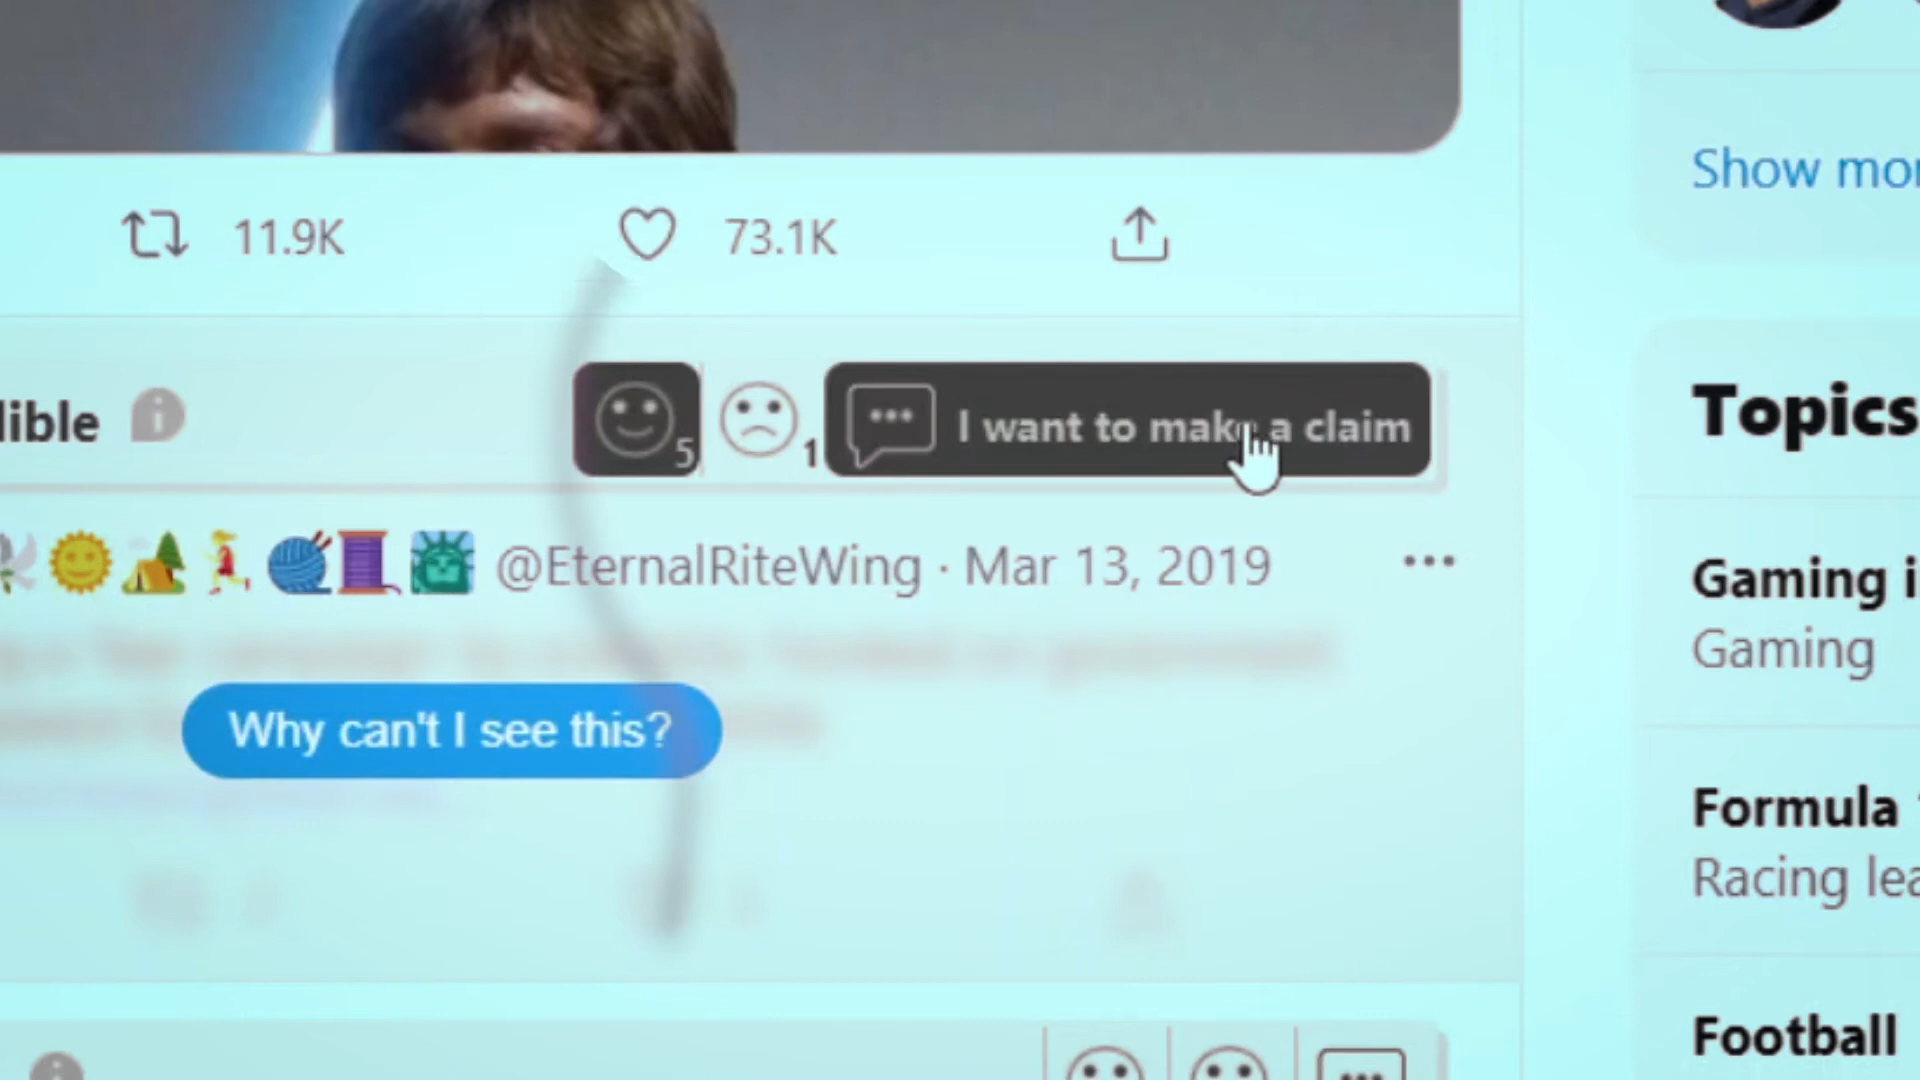 Show mor
11.9K 73.1K
lible
5
1
I want to make a claim
Topics
@EternalRiteWing · Mar 13, 2019
Gaming i
Gaming
Why can't I see this?
Formula 1
Racing lea
Football